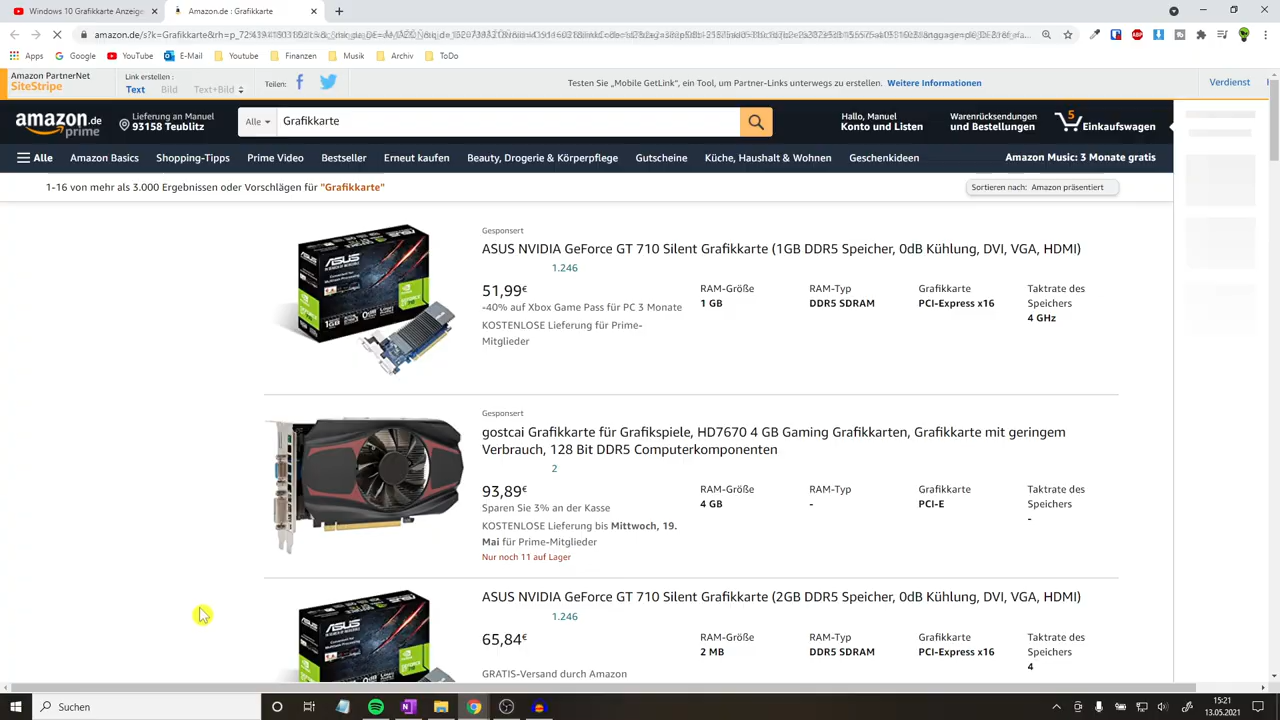 Windows 10 Grafikkarte Anzeige
Amazon.de : Grafikkarte
Apps
Google
YouTube
E-Mail
Youtube
Finanzen
Musik
Archiv
ToDo
Amazon PartnerNet
SiteStripe
Link erstellen :
Text Bild Text+Bild
Teilen:
Testen Sie „Mobile GetLink“, ein Tool, um Partner-Links unterwegs zu erstellen. Weitere Informationen
Verdienst
amazon.de
prime
Lieferung an Manuel
93158 Teublitz
Alle
Grafikkarte
Hallo, Manuel
Konto und Listen
Warenrücksendungen
und Bestellungen
5
Einkaufswagen
Alle
Amazon Basics
Shopping-Tipps
Prime Video
Bestseller
Erneut kaufen
Beauty, Drogerie & Körperpflege
Gutscheine
Küche, Haushalt & Wohnen
Geschenkideen
Amazon Music: 3 Monate gratis
1-16 von mehr als 3.000 Ergebnissen oder Vorschlägen für "Grafikkarte"
Sortieren nach: Amazon präsentiert
Gesponsert
ASUS NVIDIA GeForce GT 710 Silent Grafikkarte (1GB DDR5 Speicher, 0dB Kühlung, DVI, VGA, HDMI)
1.246
51,99€
-40% auf Xbox Game Pass für PC 3 Monate
KOSTENLOSE Lieferung für Prime-
Mitglieder
RAM-Größe
1 GB
RAM-Typ
DDR5 SDRAM
Grafikkarte
PCI-Express x16
Taktrate des
Speichers
4 GHz
Gesponsert
gostcai Grafikkarte für Grafikspiele, HD7670 4 GB Gaming Grafikkarten, Grafikkarte mit geringem
Verbrauch, 128 Bit DDR5 Computerkomponenten
2
93,89€
Sparen Sie 3% an der Kasse
KOSTENLOSE Lieferung bis Mittwoch, 19.
Mai für Prime-Mitglieder
Nur noch 11 auf Lager
RAM-Größe
4 GB
RAM-Typ
-
Grafikkarte
PCI-E
Taktrate des
Speichers
-
ASUS NVIDIA GeForce GT 710 Silent Grafikkarte (2GB DDR5 Speicher, 0dB Kühlung, DVI, VGA, HDMI)
1.246
65,84€
GRATIS-Versand durch Amazon
RAM-Größe
2 MB
RAM-Typ
DDR5 SDRAM
Grafikkarte
PCI-Express x16
Taktrate des
Speichers
4
Suchen
15:21
13.05.2021